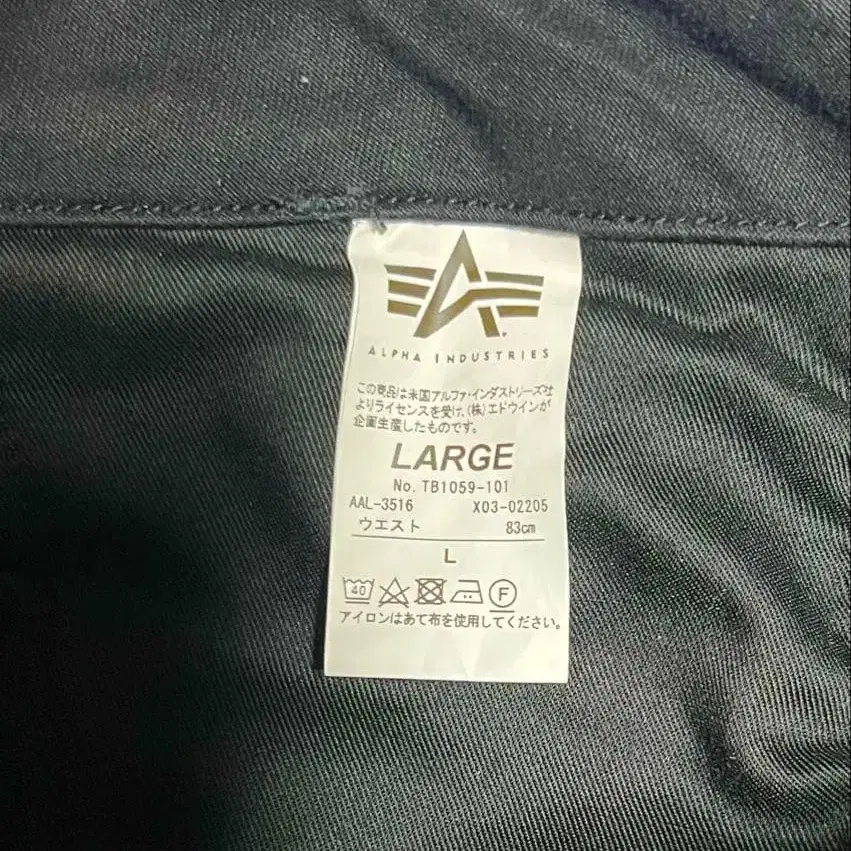 ALPHA INDUSTRIES
この商品は米国アルファ・インダストリーズ社
よりライセンスを受け、(株)エドウインが
企画生産したものです。
LARGE
No. TB1059-101
AAL-3516 X03-02205
ウエスト 83cm
L
40 F
アイロンはあて布を使用してください。